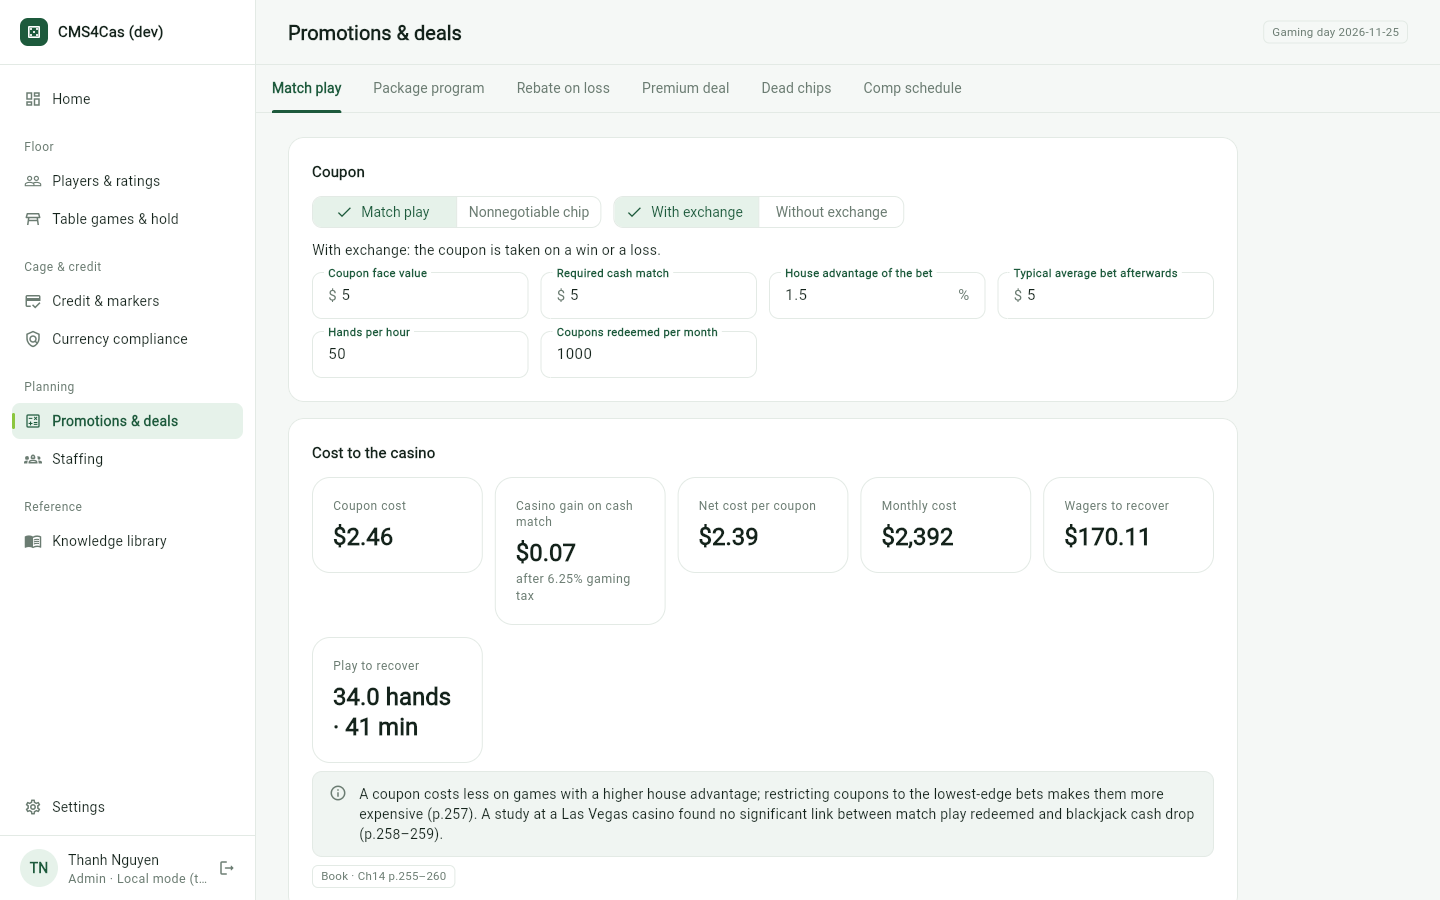 CMS4Cas (dev)
Home
Floor
Players & ratings
Table games & hold
Cage & credit
Credit & markers
Currency compliance
Planning
Promotions & deals
Staffing
Reference
Knowledge library
Settings
TN
Thanh Nguyen
Admin · Local mode (t…
Promotions & deals
Gaming day 2026-11-25
Match play
Package program
Rebate on loss
Premium deal
Dead chips
Comp schedule
Coupon
Match play
Nonnegotiable chip
With exchange
Without exchange
With exchange: the coupon is taken on a win or a loss.
Coupon face value
$ 5
Required cash match
$ 5
House advantage of the bet
1.5 %
Typical average bet afterwards
$ 5
Hands per hour
50
Coupons redeemed per month
1000
Cost to the casino
Coupon cost
$2.46
Casino gain on cash
match
$0.07
after 6.25% gaming
tax
Net cost per coupon
$2.39
Monthly cost
$2,392
Wagers to recover
$170.11
Play to recover
34.0 hands
· 41 min
A coupon costs less on games with a higher house advantage; restricting coupons to the lowest-edge bets makes them more
expensive (p.257). A study at a Las Vegas casino found no significant link between match play redeemed and blackjack cash drop
(p.258–259).
Book · Ch14 p.255–260